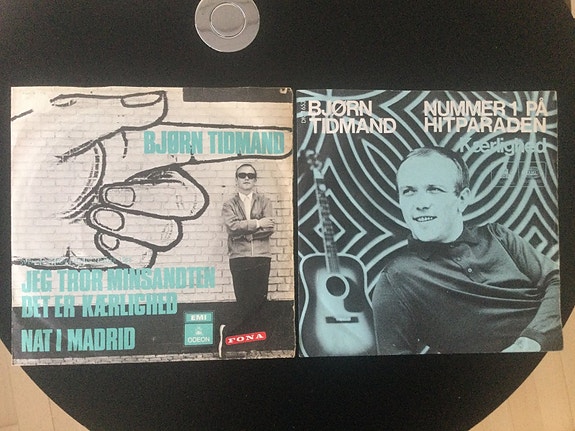 BJØRN TIDMAND
JEG TROR MINSANDTEN
DET ER KÆRLIGHED
NAT I MADRID
EMI
ODEON
FONA
BJØRN
TIDMAND
NUMMER 1 PÅ
HITPARADEN
Kærlighed